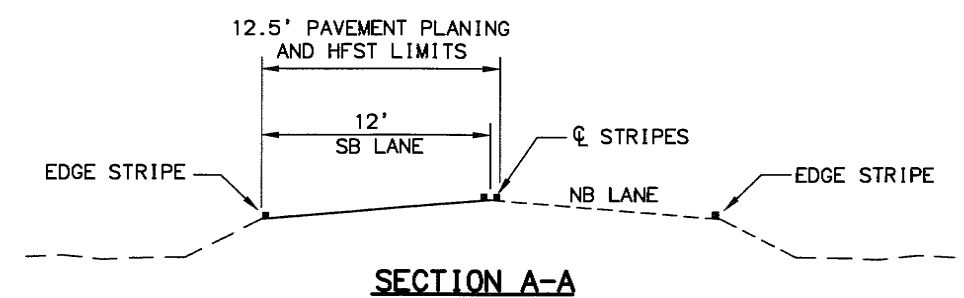 12.5' PAVEMENT PLANING
AND HFST LIMITS
12'
SB LANE
℄ STRIPES
EDGE STRIPE
NB LANE
EDGE STRIPE
SECTION A-A